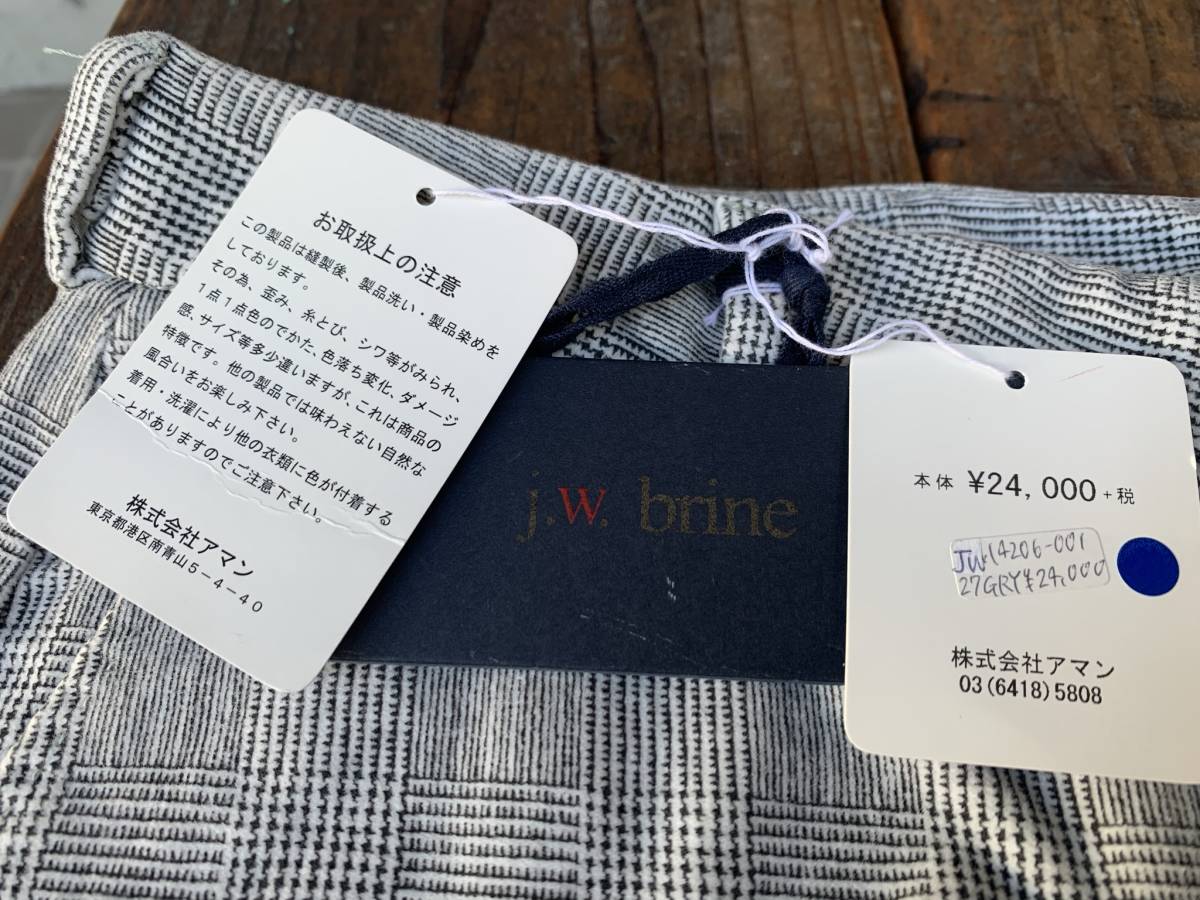 お取扱上の注意
この製品は縫製後、製品洗い・製品染めを
しております。
その為、歪み、糸とび、シワ等がみられ、
1点1点色のでかた、色落ち変化、ダメージ
感、サイズ等多少違いますが、これは商品の
特徴です。他の製品では味わえない自然な
風合いをお楽しみ下さい。
着用・洗濯により他の衣類に色が付着する
ことがありますのでご注意下さい。
株式会社アマン
東京都港区南青山5-4-40
j.w. brine
本体 ¥24,000+税
JW14206-001
27GRY¥24,000
株式会社アマン
03(6418)5808